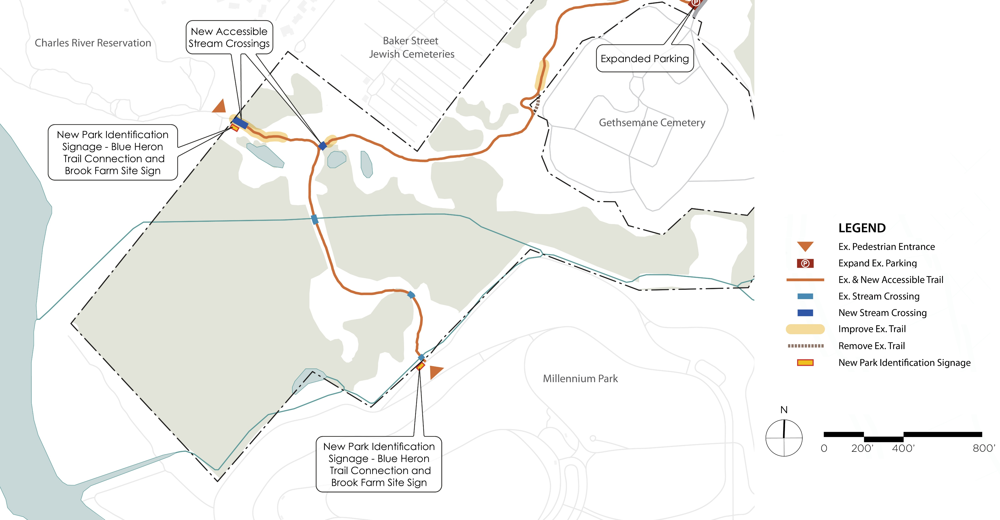 New Accessible
Stream Crossings
Charles River Reservation
Baker Street
Jewish Cemeteries
P
Expanded Parking
Gethsemane Cemetery
New Park Identification
Signage - Blue Heron
Trail Connection and
Brook Farm Site Sign
Millennium Park
New Park Identification
Signage - Blue Heron
Trail Connection and
Brook Farm Site Sign
LEGEND
Ex. Pedestrian Entrance
P Expand Ex. Parking
Ex. & New Accessible Trail
Ex. Stream Crossing
New Stream Crossing
Improve Ex. Trail
Remove Ex. Trail
New Park Identification Signage
N
0 200' 400' 800'